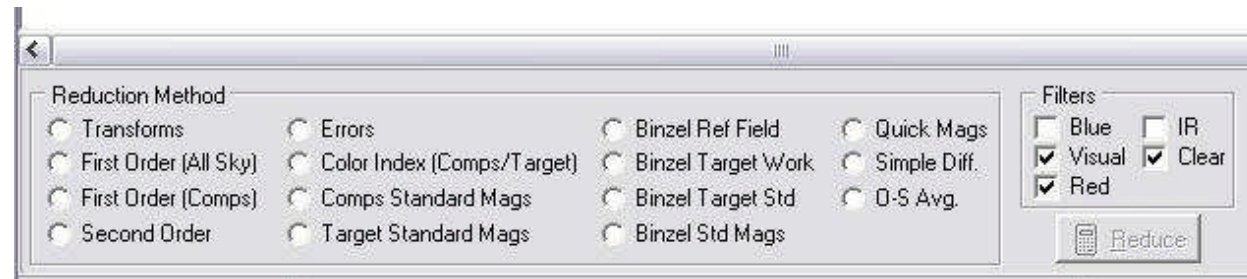 Reduction Method
Transforms
Errors
Binzel Ref Field
Quick Mags
First Order (All Sky)
Color Index (Comps/Target)
Binzel Target Work
Simple Diff.
First Order (Comps)
Comps Standard Mags
Binzel Target Std
O-S Avg.
Second Order
Target Standard Mags
Binzel Std Mags
Filters
Blue
IR
Visual
Clear
Red
Reduce